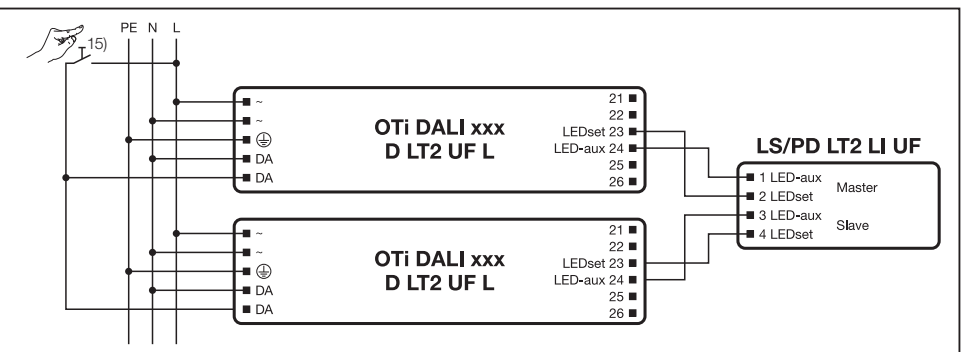 PE N L
15)
~
~
DA
DA
OTi DALI xxx
D LT2 UF L
21
22
LEDset 23
LED-aux 24
25
26
~
~
DA
DA
OTi DALI xxx
D LT2 UF L
21
22
LEDset 23
LED-aux 24
25
26
LS/PD LT2 LI UF
1 LED-aux
2 LEDset
Master
3 LED-aux
4 LEDset
Slave